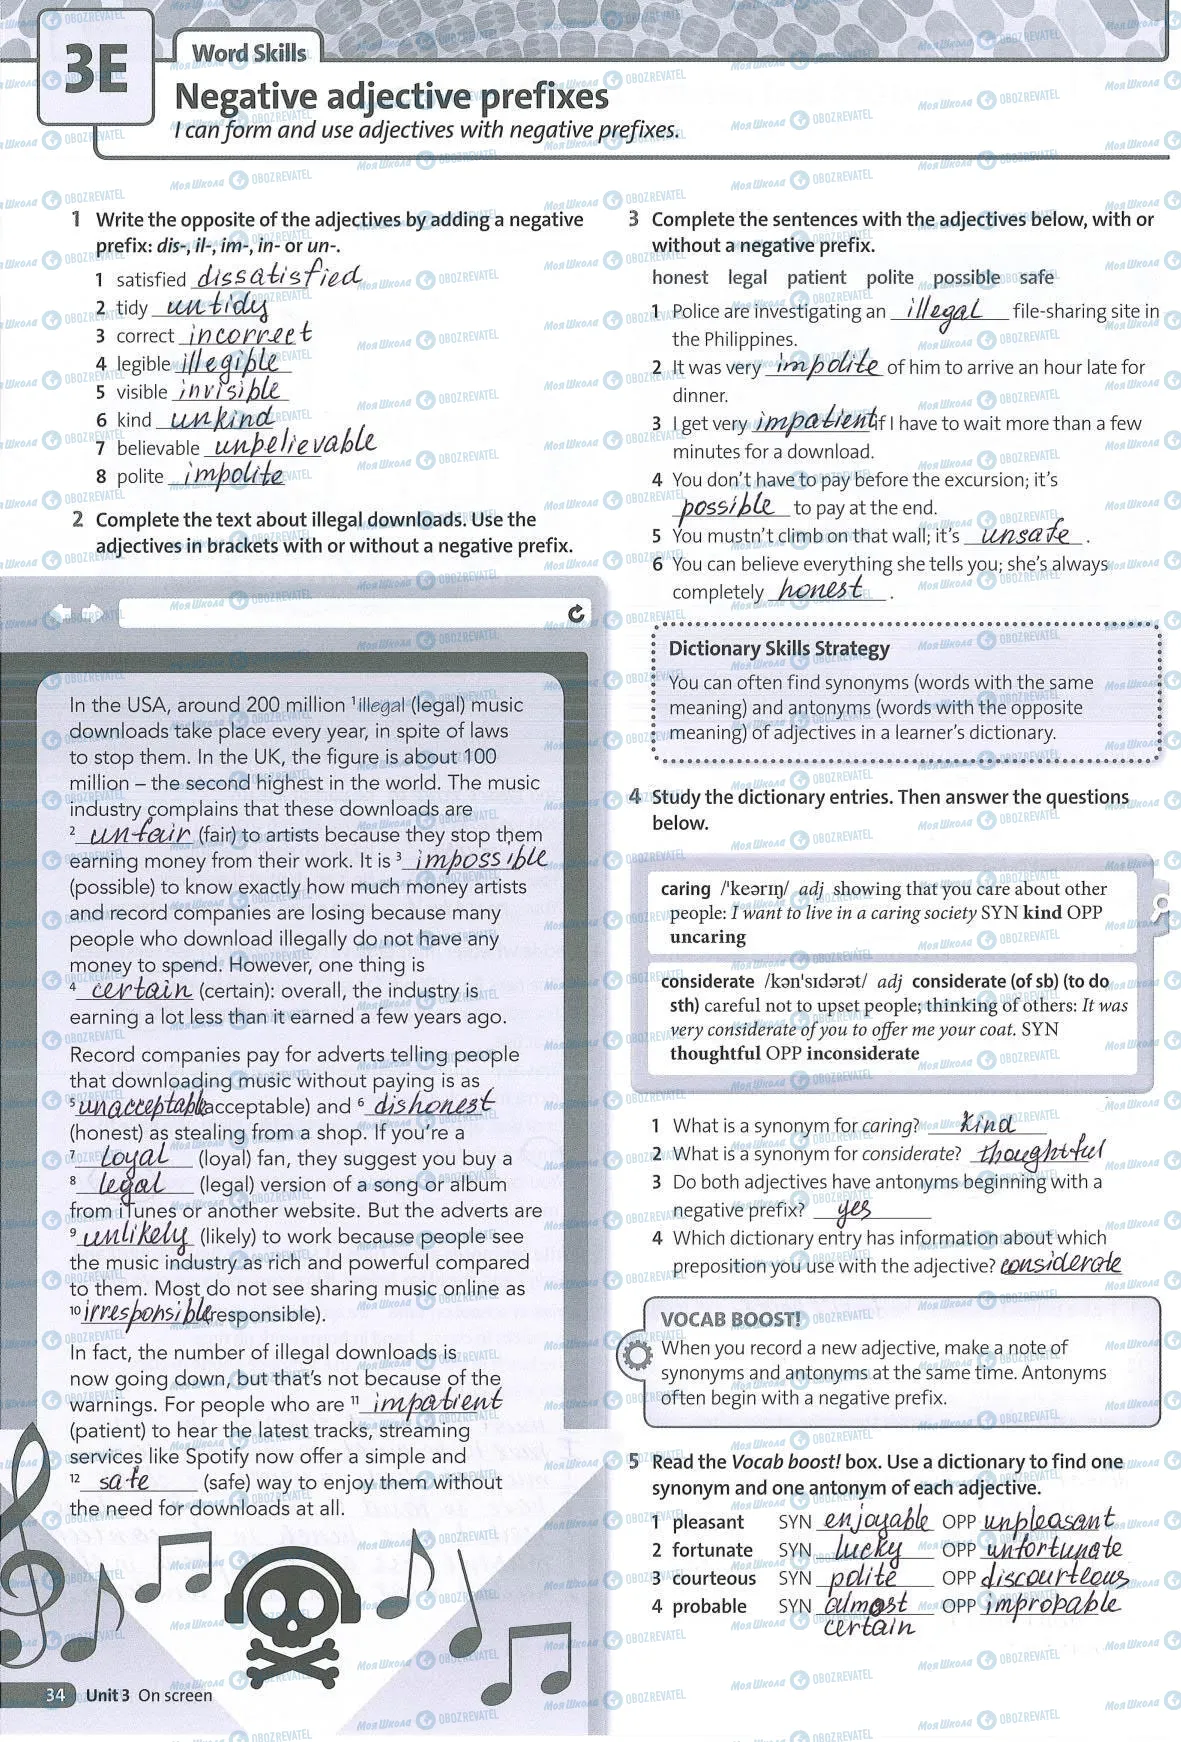 3E
Word Skills
Negative adjective prefixes
I can form and use adjectives with negative prefixes.
1 Write the opposite of the adjectives by adding a negative
prefix: dis-, il-, im-, in- or un-.
1 satisfied dissatisfied
2 tidy untidy
3 correct incorrect
4 legible illegible
5 visible invisible
6 kind unkind
7 believable unbelievable
8 polite impolite
2 Complete the text about illegal downloads. Use the
adjectives in brackets with or without a negative prefix.
In the USA, around 200 million 1 illegal (legal) music
downloads take place every year, in spite of laws
to stop them. In the UK, the figure is about 100
million – the second highest in the world. The music
industry complains that these downloads are
2 unfair (fair) to artists because they stop them
earning money from their work. It is 3 impossible
(possible) to know exactly how much money artists
and record companies are losing because many
people who download illegally do not have any
money to spend. However, one thing is
4 certain (certain): overall, the industry is
earning a lot less than it earned a few years ago.
Record companies pay for adverts telling people
that downloading music without paying is as
5 unacceptable (acceptable) and 6 dishonest
(honest) as stealing from a shop. If you're a
7 loyal (loyal) fan, they suggest you buy a
8 legal (legal) version of a song or album
from iTunes or another website. But the adverts are
9 unlikely (likely) to work because people see
the music industry as rich and powerful compared
to them. Most do not see sharing music online as
10 irresponsible (responsible).
In fact, the number of illegal downloads is
now going down, but that's not because of the
warnings. For people who are 11 impatient
(patient) to hear the latest tracks, streaming
services like Spotify now offer a simple and
12 safe (safe) way to enjoy them without
the need for downloads at all.
34 Unit 3 On screen
3 Complete the sentences with the adjectives below, with or
without a negative prefix.
honest legal patient polite possible safe
1 Police are investigating an illegal file-sharing site in
the Philippines.
2 It was very impolite of him to arrive an hour late for
dinner.
3 I get very impatient if I have to wait more than a few
minutes for a download.
4 You don't have to pay before the excursion; it's
possible to pay at the end.
5 You mustn't climb on that wall; it's unsafe .
6 You can believe everything she tells you; she's always
completely honest .
Dictionary Skills Strategy
You can often find synonyms (words with the same
meaning) and antonyms (words with the opposite
meaning) of adjectives in a learner's dictionary.
4 Study the dictionary entries. Then answer the questions
below.
caring /ˈkeərɪŋ/ adj showing that you care about other
people: I want to live in a caring society SYN kind OPP
uncaring
considerate /kənˈsɪdərət/ adj considerate (of sb) (to do
sth) careful not to upset people; thinking of others: It was
very considerate of you to offer me your coat. SYN
thoughtful OPP inconsiderate
1 What is a synonym for caring? kind
2 What is a synonym for considerate? thoughtful
3 Do both adjectives have antonyms beginning with a
negative prefix? yes
4 Which dictionary entry has information about which
preposition you use with the adjective? considerate
VOCAB BOOST!
When you record a new adjective, make a note of
synonyms and antonyms at the same time. Antonyms
often begin with a negative prefix.
5 Read the Vocab boost! box. Use a dictionary to find one
synonym and one antonym of each adjective.
1 pleasant SYN enjoyable OPP unpleasant
2 fortunate SYN lucky OPP unfortunate
3 courteous SYN polite OPP discourteous
4 probable SYN almost OPP improbable
certain
МояШкола OBOZREVATEL